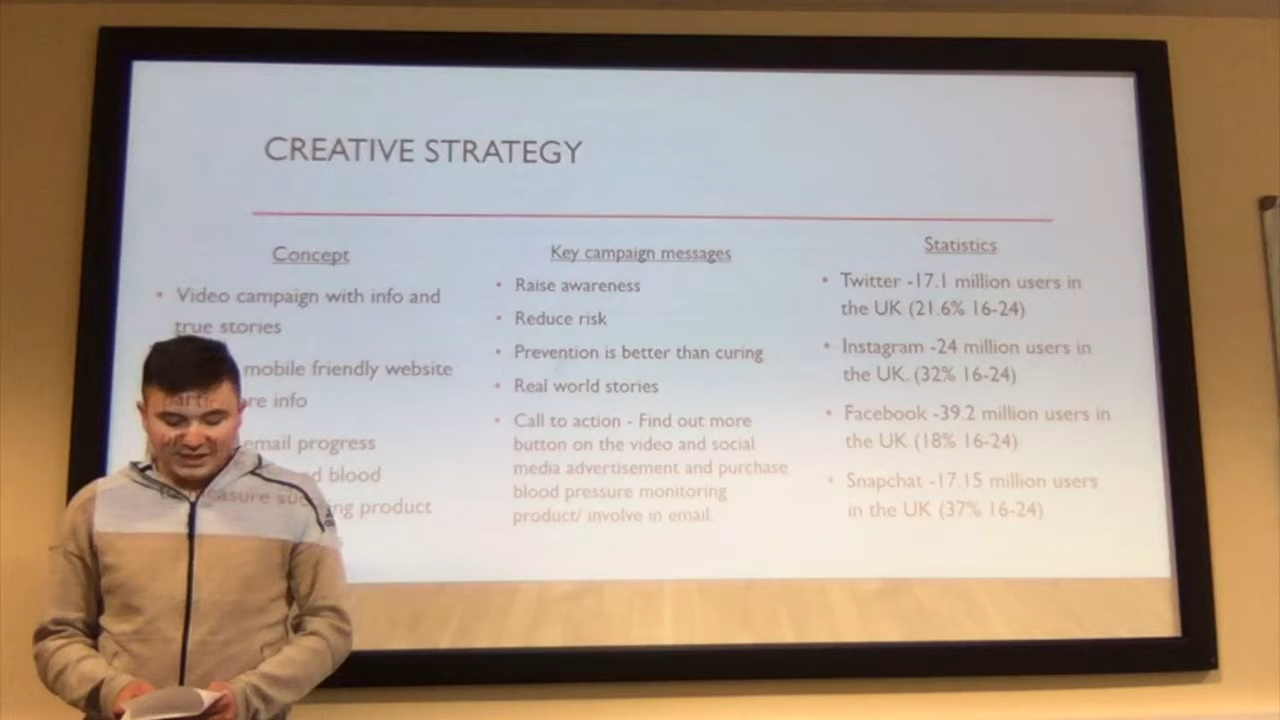 CREATIVE STRATEGY
Concept
• Video campaign with info and
true stories
mobile friendly website
info
email progress
blood
product
Key campaign messages
• Raise awareness
• Reduce risk
• Prevention is better than curing
• Real world stories
• Call to action - Find out more
button on the video and social
media advertisement and purchase
blood pressure monitoring
product/ involve in email
Statistics
• Twitter -17.1 million users in
the UK (21.6% 16-24)
• Instagram -24 million users in
the UK. (32% 16-24)
• Facebook -39.2 million users in
the UK (18% 16-24)
• Snapchat -17.15 million users
in the UK (37% 16-24)